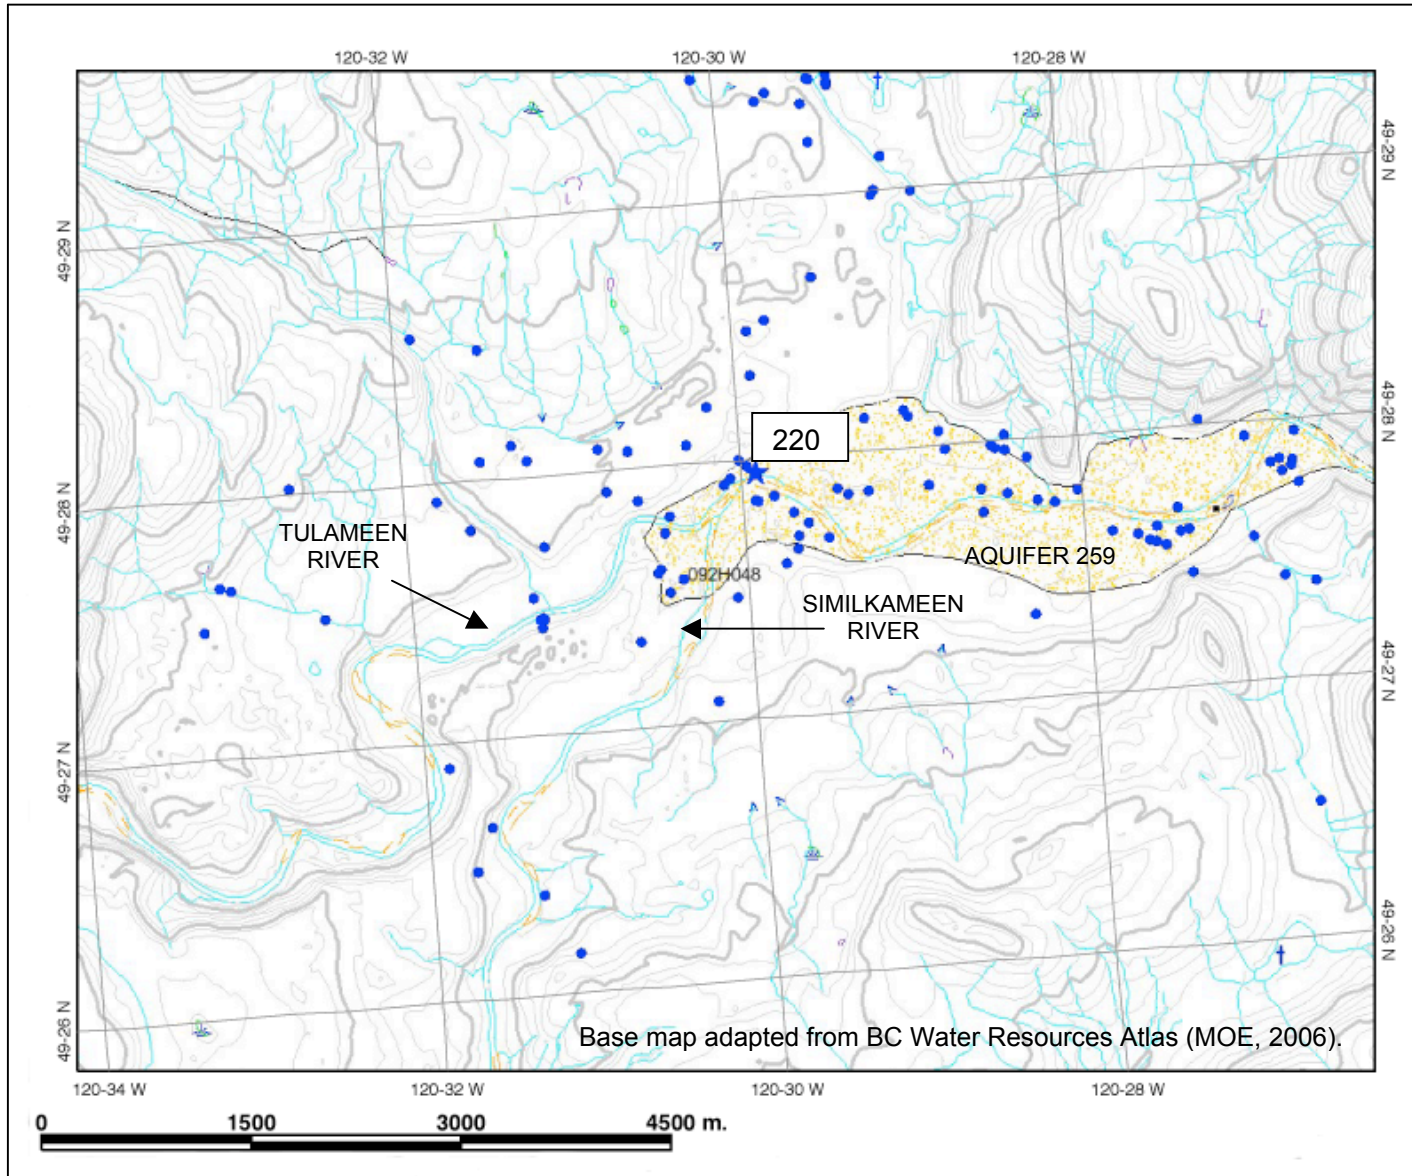 120-32 W 120-30 W 120-28 W
49-29 N
49-29 N
220
49-28 N
49-28 N
TULAMEEN
RIVER
AQUIFER 259
092H048
SIMILKAMEEN
RIVER
49-27 N
49-27 N
49-26 N
49-26 N
Base map adapted from BC Water Resources Atlas (MOE, 2006).
120-34 W 120-32 W 120-30 W 120-28 W
0 1500 3000 4500 m.